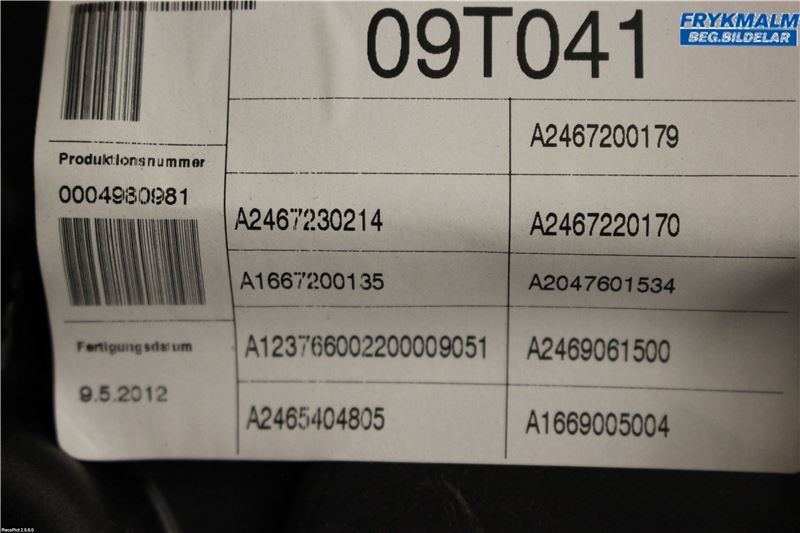 FRYKMALM
BEG.BILDELAR
09T041
A2467200179
Produktionsnummer
0004980981
A2467230214
A2467220170
A1667200135
A2047601534
Fertigungsdatum
A123766002200009051
A2469061500
9.5.2012
A2465404805
A1669005004